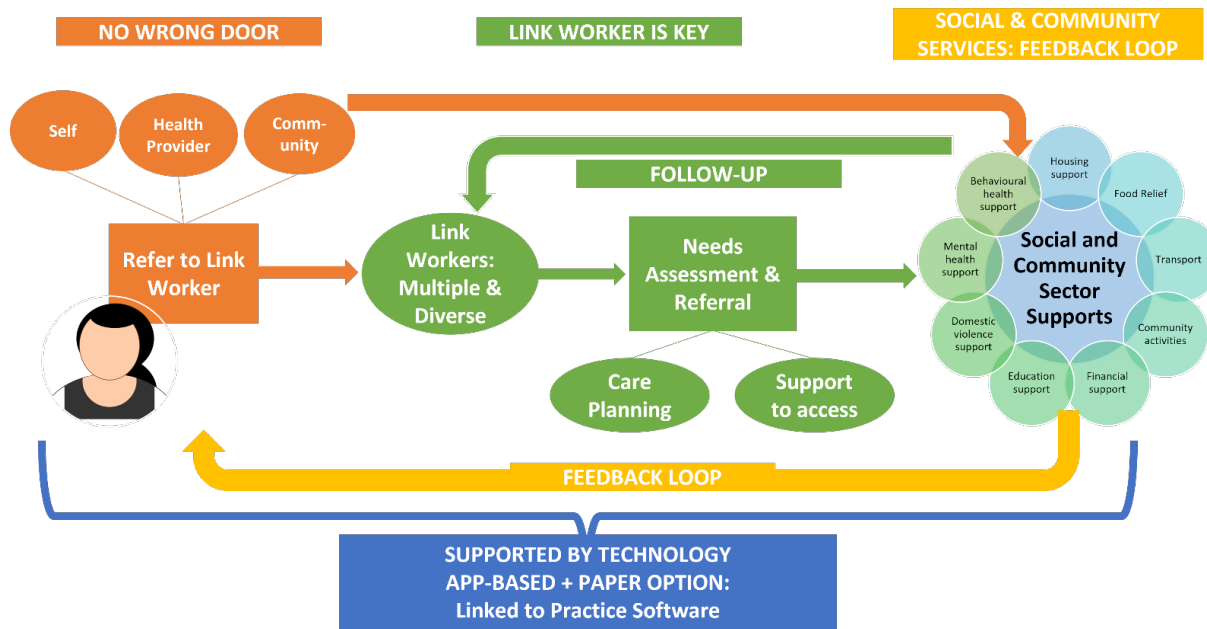 NO WRONG DOOR
LINK WORKER IS KEY
SOCIAL & COMMUNITY
SERVICES: FEEDBACK LOOP
Self
Health
Provider
Comm-
unity
Refer to Link
Worker
FOLLOW-UP
Link
Workers:
Multiple &
Diverse
Needs
Assessment &
Referral
Care
Planning
Support
to access
Social and
Community
Sector
Supports
Housing
support
Food Relief
Transport
Community
activities
Financial
support
Education
support
Domestic
violence
support
Mental
health
support
Behavioural
health
support
FEEDBACK LOOP
SUPPORTED BY TECHNOLOGY
APP-BASED + PAPER OPTION:
Linked to Practice Software